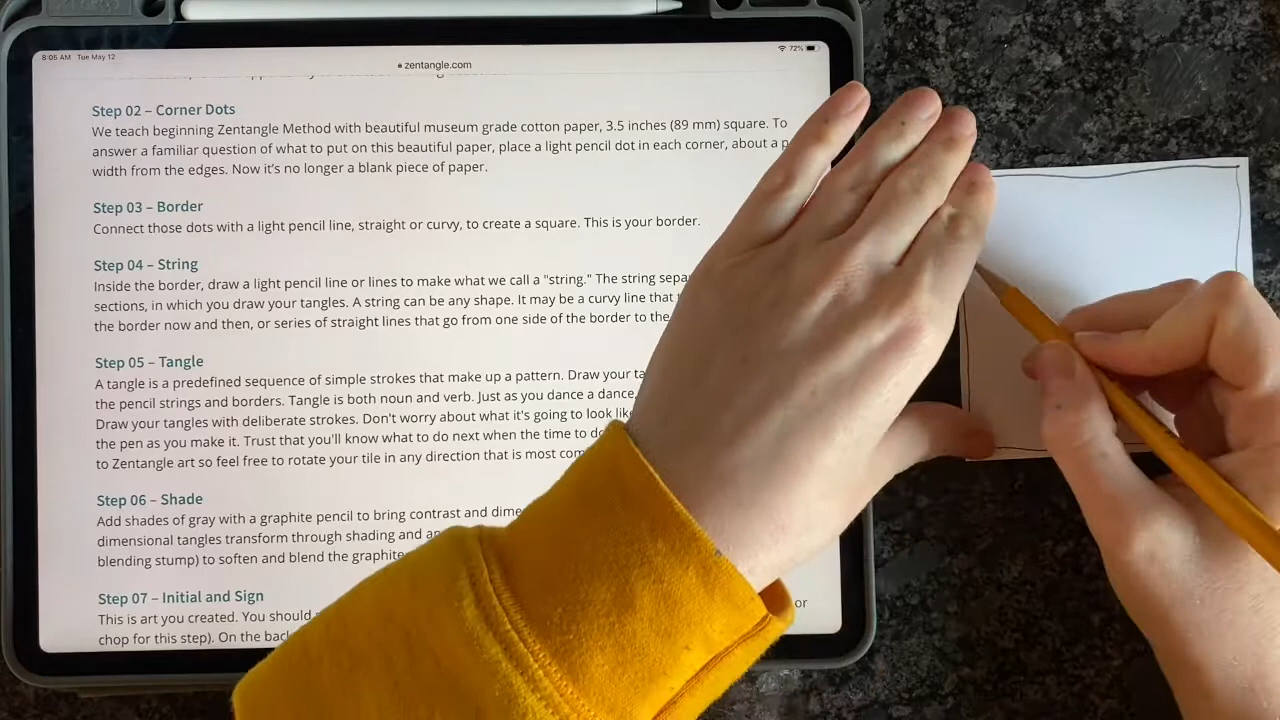 8:05 AM Tue May 12
72%
zentangle.com
Step 02 – Corner Dots
We teach beginning Zentangle Method with beautiful museum grade cotton paper, 3.5 inches (89 mm) square. To
answer a familiar question of what to put on this beautiful paper, place a light pencil dot in each corner, about a
width from the edges. Now it's no longer a blank piece of paper.
Step 03 – Border
Connect those dots with a light pencil line, straight or curvy, to create a square. This is your border.
Step 04 – String
Inside the border, draw a light pencil line or lines to make what we call a "string." The string
sections, in which you draw your tangles. A string can be any shape. It may be a curvy line that
the border now and then, or series of straight lines that go from one side of the border to the
Step 05 – Tangle
A tangle is a predefined sequence of simple strokes that make up a pattern. Draw your
the pencil strings and borders. Tangle is both noun and verb. Just as you dance a dance,
Draw your tangles with deliberate strokes. Don't worry about what it's going to look
the pen as you make it. Trust that you'll know what to do next when the time to
to Zentangle art so feel free to rotate your tile in any direction that is most
Step 06 – Shade
Add shades of gray with a graphite pencil to bring contrast and
dimensional tangles transform through shading and
blending stump) to soften and blend the graphite
Step 07 – Initial and Sign
This is art you created. You should or
chop for this step). On the